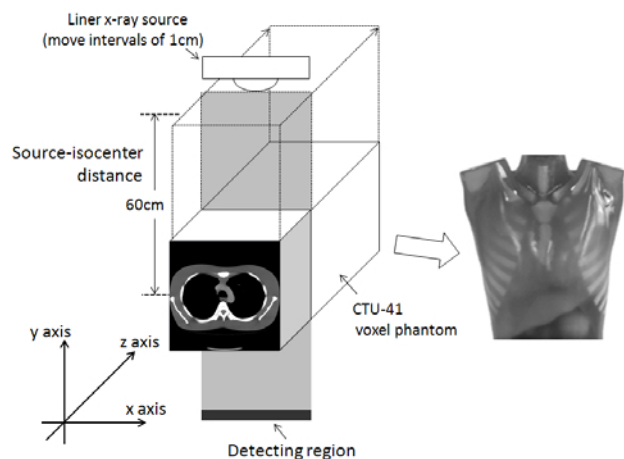 Liner x-ray source
(move intervals of 1cm)
Source-isocenter
distance
60cm
CTU-41
voxel phantom
y axis
z axis
x axis
Detecting region